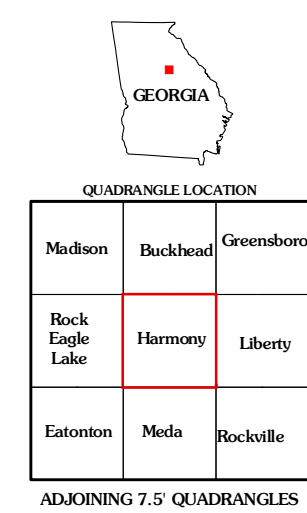 GEORGIA
QUADRANGLE LOCATION
Madison
Buckhead
Greensboro
Rock
Eagle
Lake
Harmony
Liberty
Eatonton
Meda
Rockville
ADJOINING 7.5' QUADRANGLES